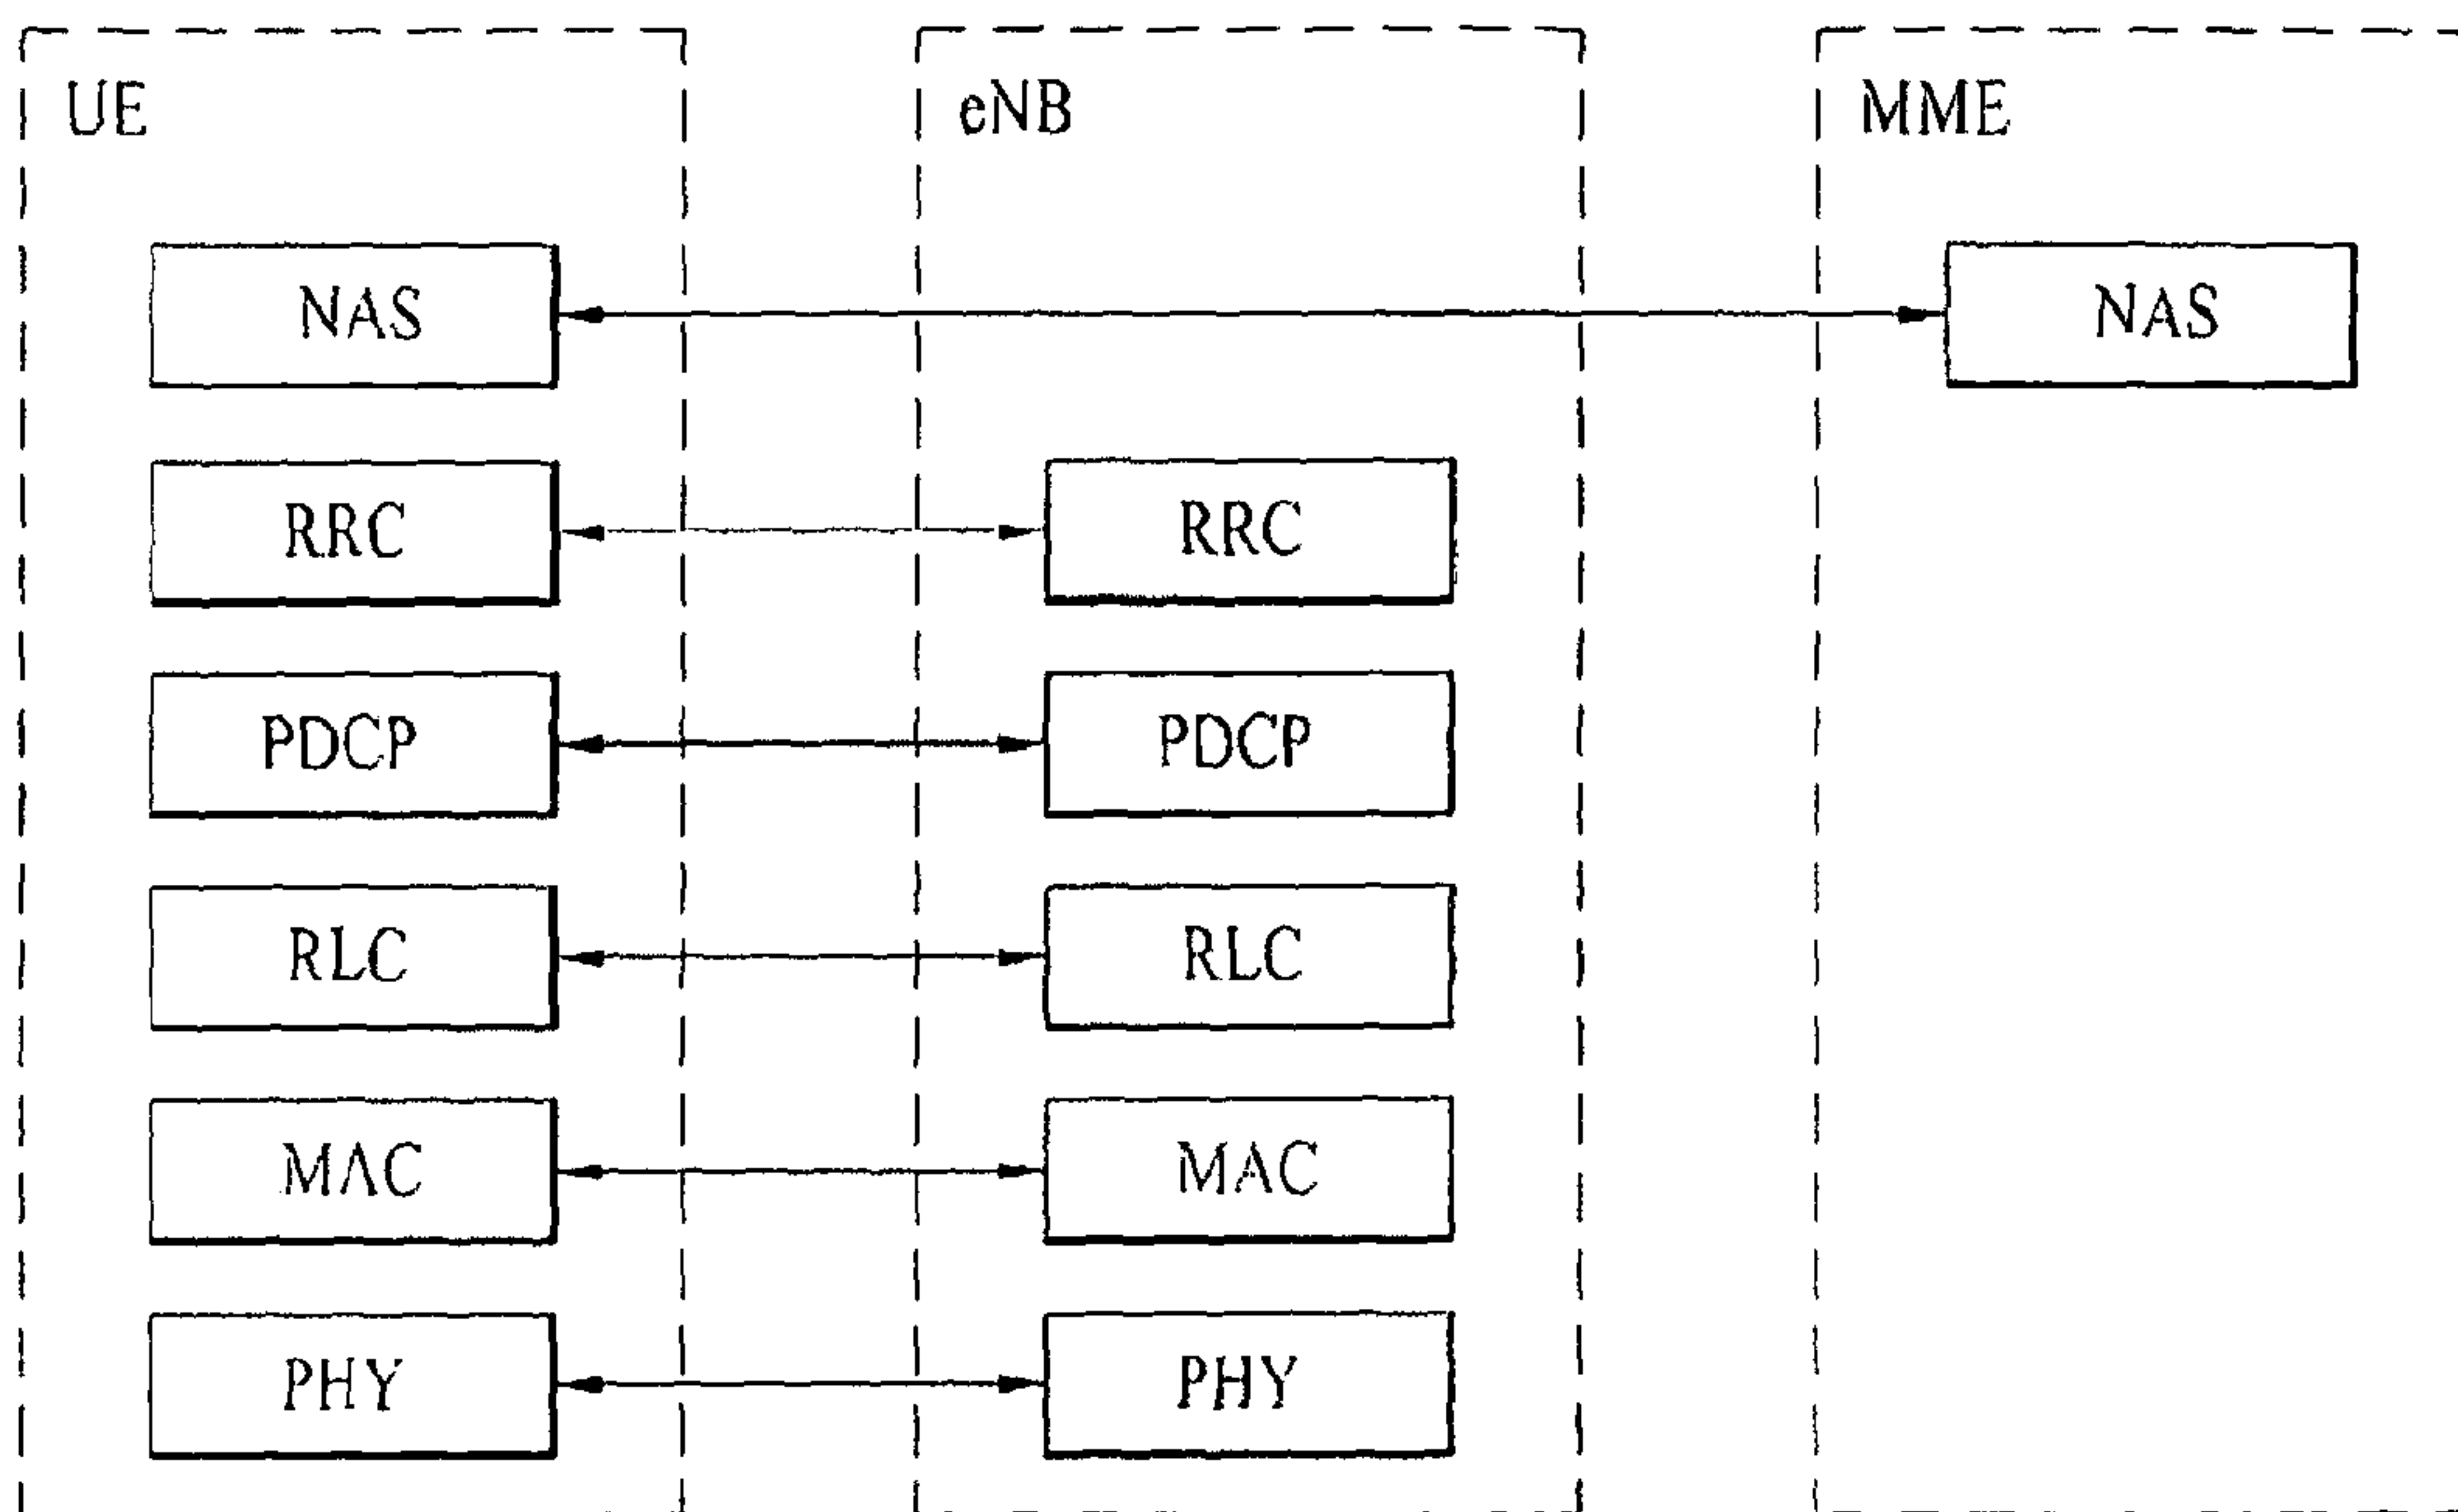 UE eNB MME
NAS NAS
RRC RRC
PDCP PDCP
RLC RLC
MAC MAC
PHY PHY